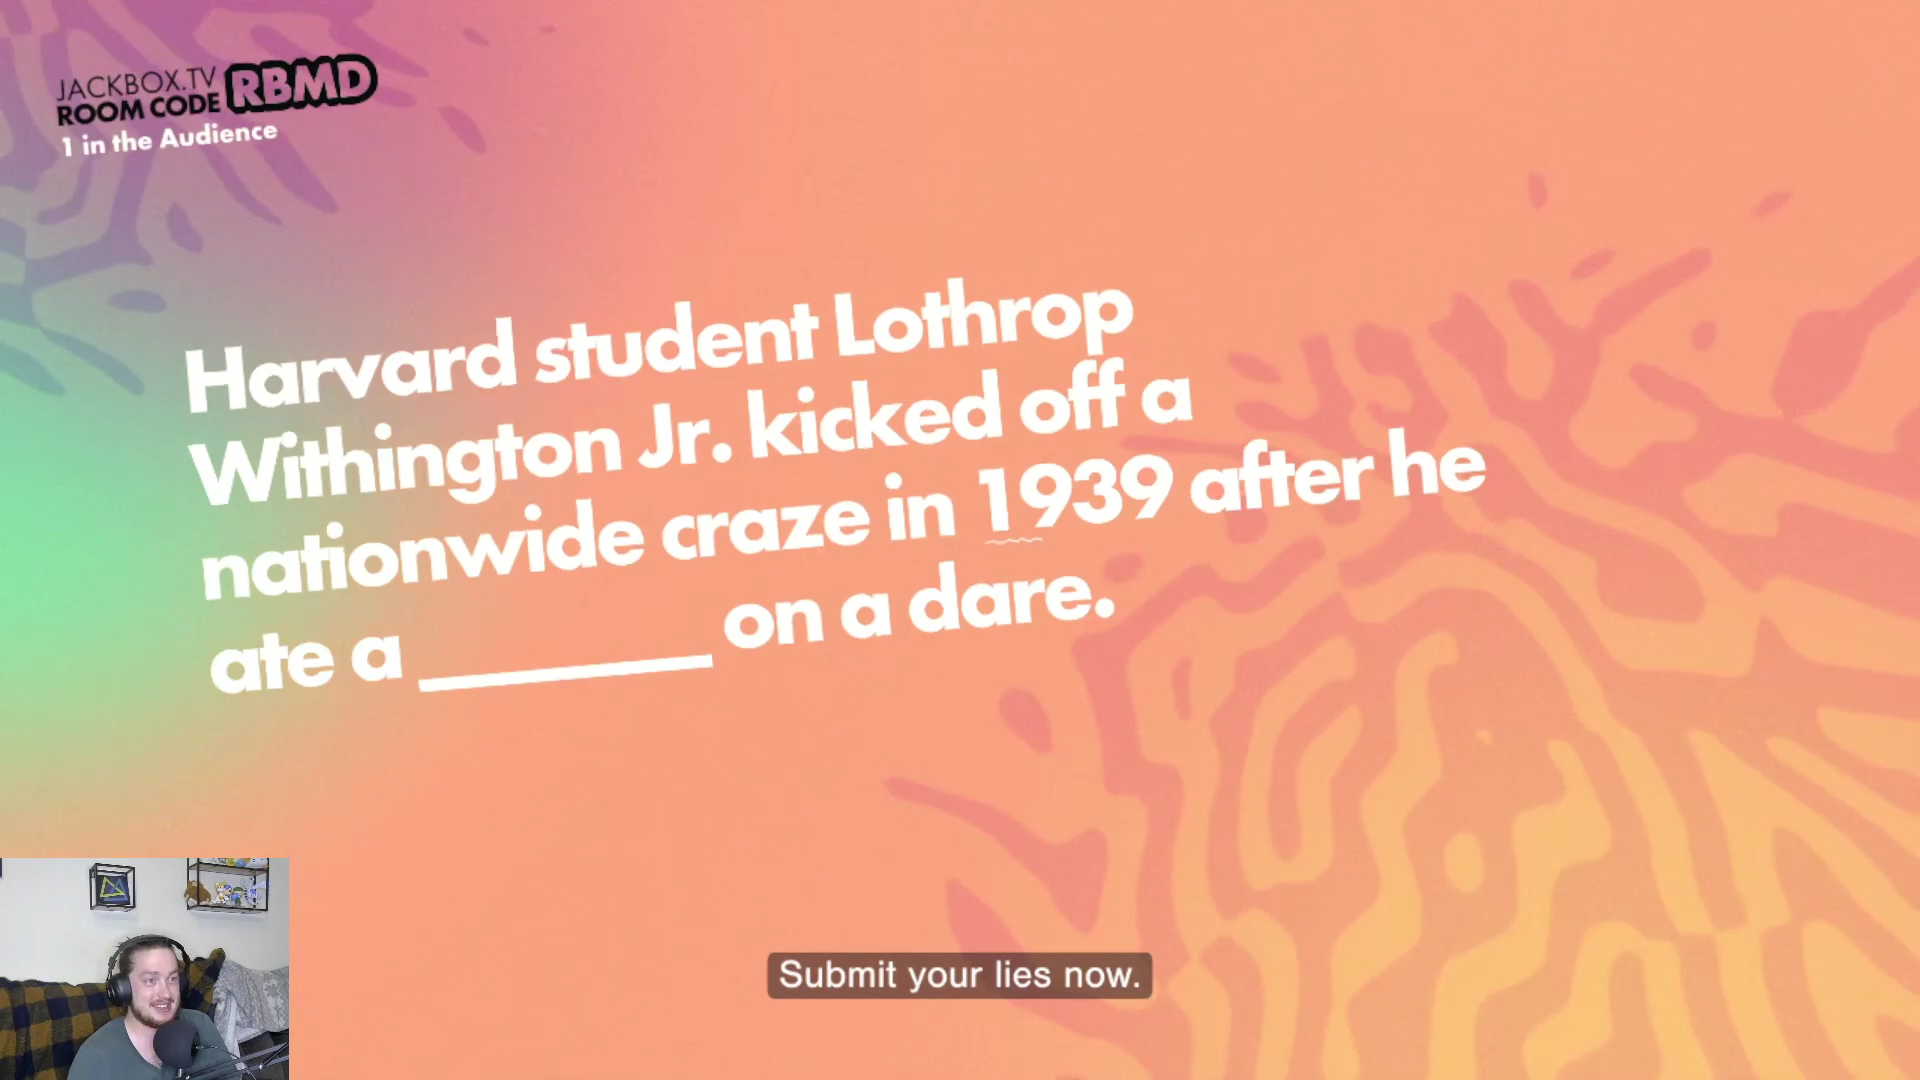 JACKBOX.TV
ROOM CODE RBMD
1 in the Audience
Harvard student Lothrop
Withington Jr. kicked off a
nationwide craze in 1939 after he
ate a ________ on a dare.
Submit your lies now.